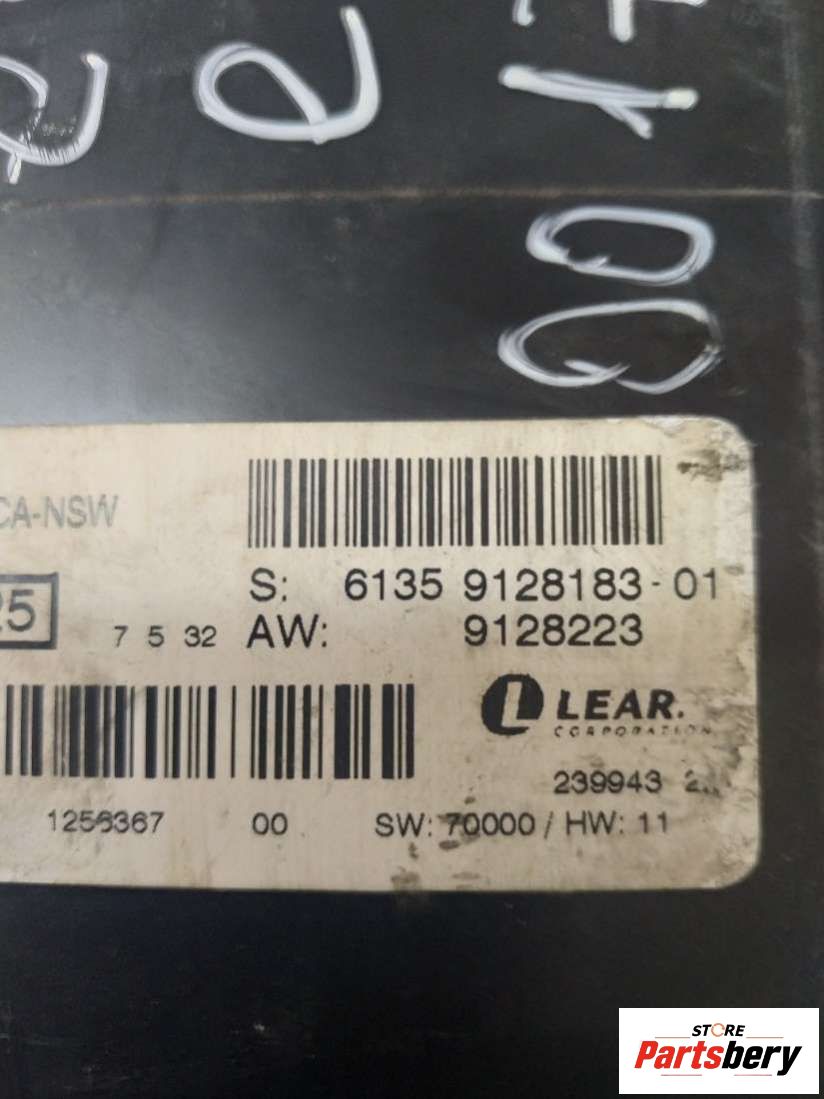 CA-NSW
S: 6135 9128183-01
25
7 5 32
AW: 9128223
LEAR.
CORPORATION
239943
1256367 00 SW: 70000 / HW: 11
STORE
Partsbery